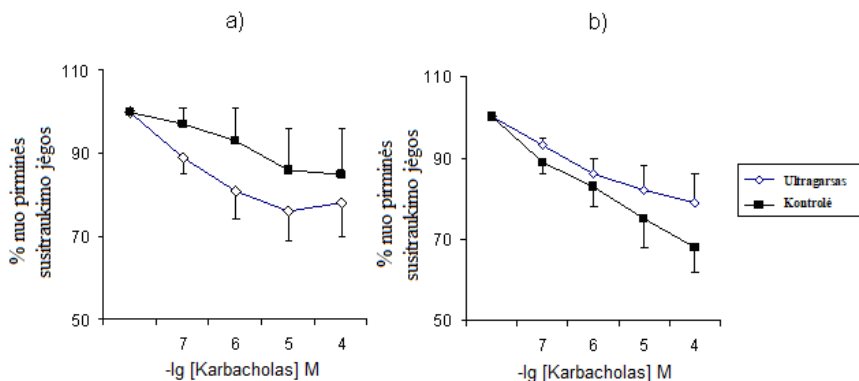 a)
110
90
70
50
% nuo pirminės
susitraukimo jėgos
7 6 5 4
-lg [Karbacholas] M
b)
110
90
70
50
% nuo pirminės
susitraukimo jėgos
7 6 5 4
-lg [Karbacholas] M
Ultragarsas
Kontrolė